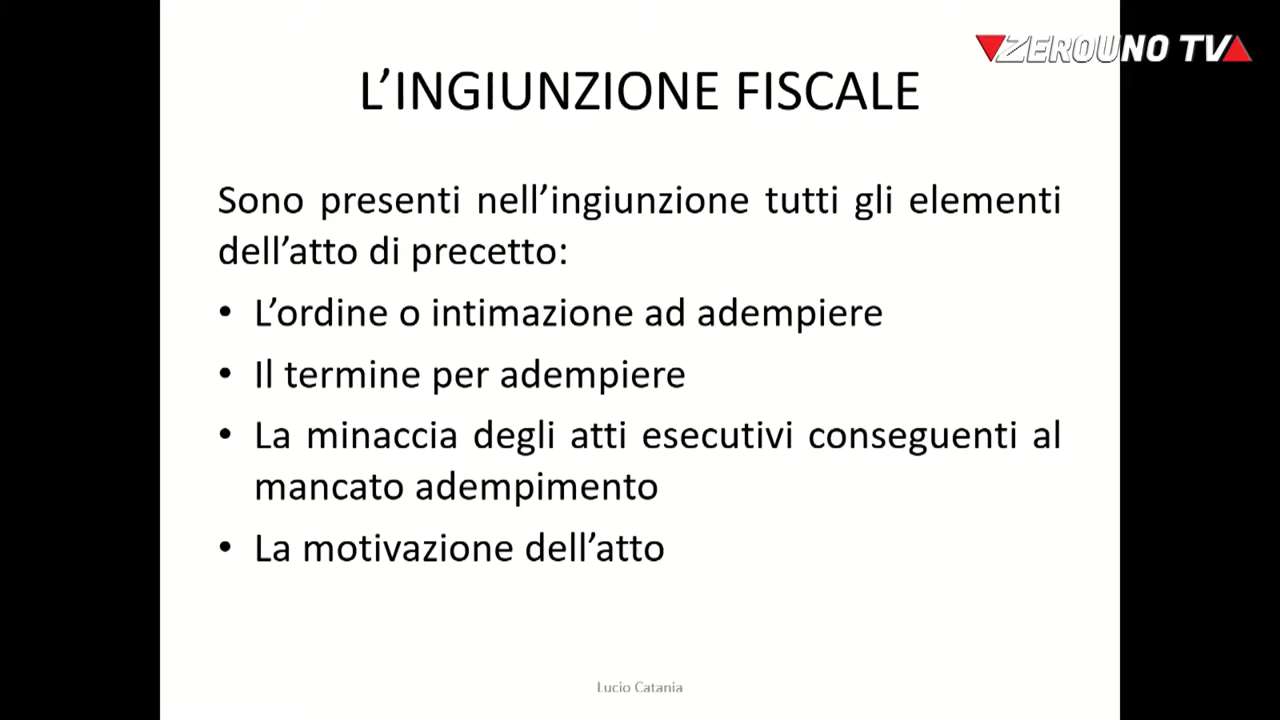 ZEROUNO TV
L’INGIUNZIONE FISCALE
Sono presenti nell’ingiunzione tutti gli elementi
dell’atto di precetto:
• L’ordine o intimazione ad adempiere
• Il termine per adempiere
• La minaccia degli atti esecutivi conseguenti al
mancato adempimento
• La motivazione dell’atto
Lucio Catania